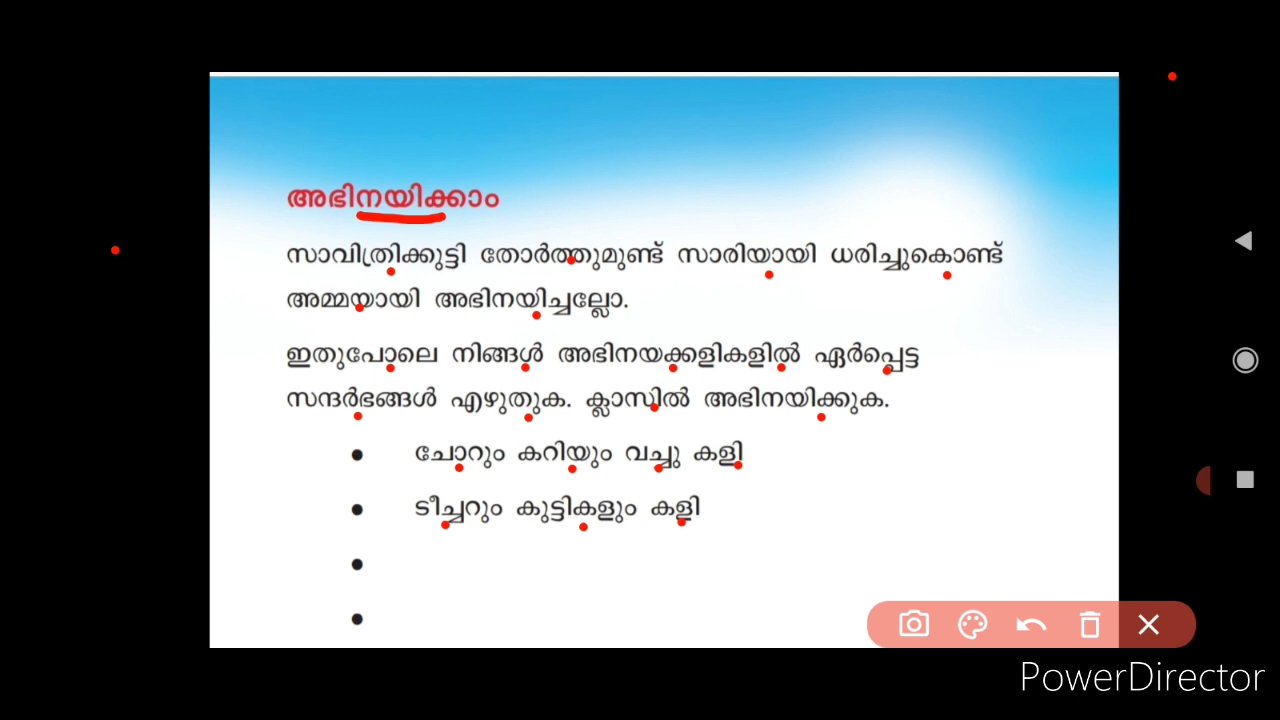 അഭിനയിക്കാം
സാവിത്രിക്കുട്ടി തോർത്തുമുണ്ട് സാരിയായി ധരിച്ചുകൊണ്ട്
അമ്മയായി അഭിനയിച്ചല്ലോ.
ഇതുപോലെ നിങ്ങൾ അഭിനയക്കളികളിൽ ഏർപ്പെട്ട
സന്ദർഭങ്ങൾ എഴുതുക. ക്ലാസിൽ അഭിനയിക്കുക.
● ചോറും കറിയും വച്ചു കളി
● ടീച്ചറും കുട്ടികളും കളി
●
●
PowerDirector